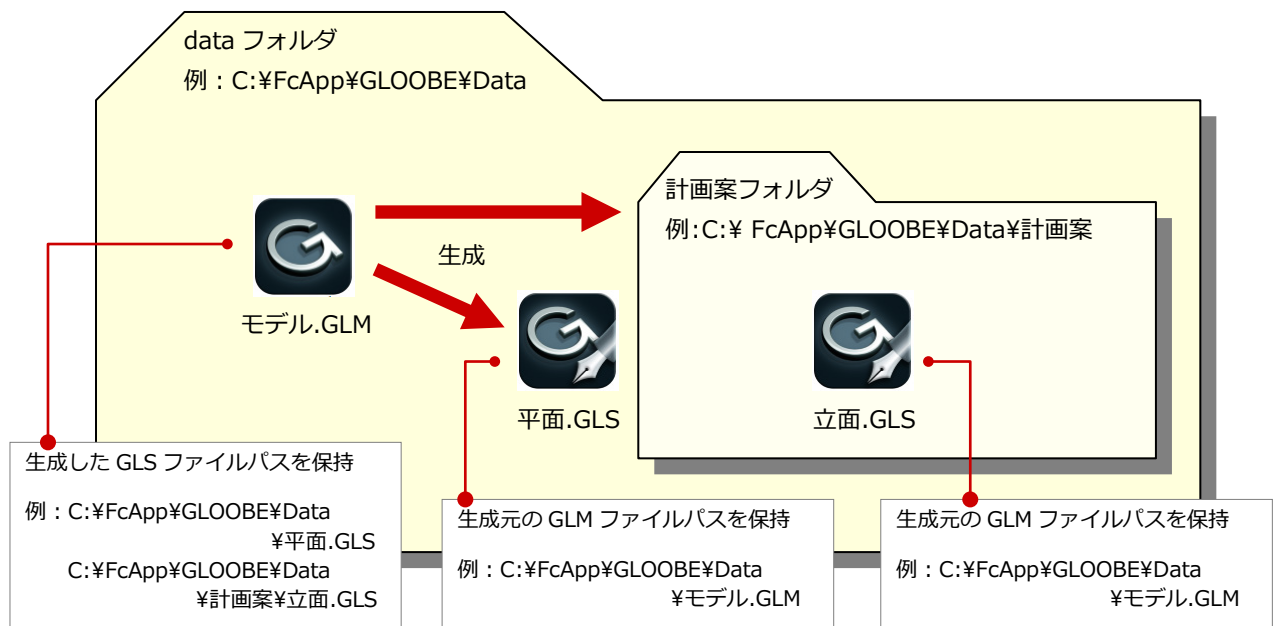 data フォルダ
例：C:¥FcApp¥GLOOBE¥Data
計画案フォルダ
例:C:¥ FcApp¥GLOOBE¥Data¥計画案
生成
モデル.GLM
平面.GLS
立面.GLS
生成した GLS ファイルパスを保持
例：C:¥FcApp¥GLOOBE¥Data
¥平面.GLS
C:¥FcApp¥GLOOBE¥Data
¥計画案¥立面.GLS
生成元の GLM ファイルパスを保持
例：C:¥FcApp¥GLOOBE¥Data
¥モデル.GLM
生成元の GLM ファイルパスを保持
例：C:¥FcApp¥GLOOBE¥Data
¥モデル.GLM